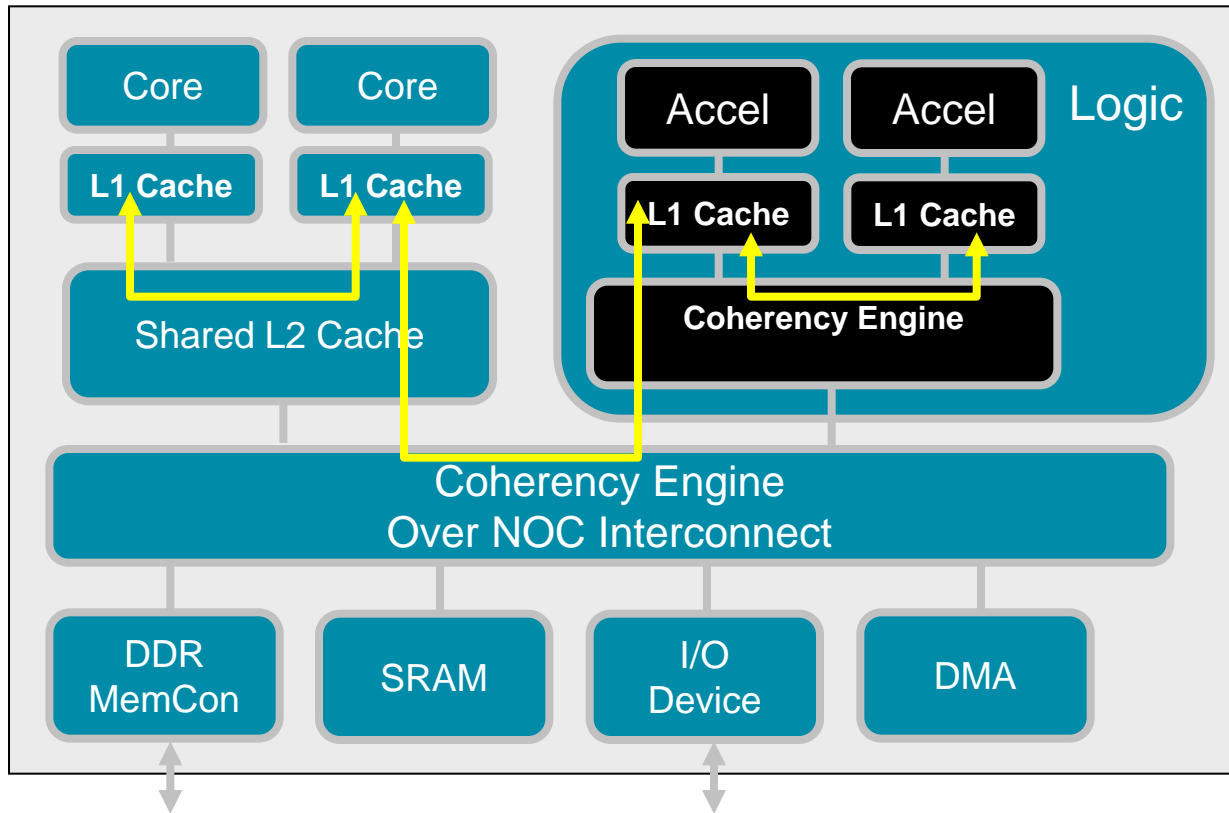 Core
Core
Accel
Accel
Logic
L1 Cache
L1 Cache
L1 Cache
L1 Cache
Shared L2 Cache
Coherency Engine
Coherency Engine
Over NOC Interconnect
DDR
MemCon
SRAM
I/O
Device
DMA